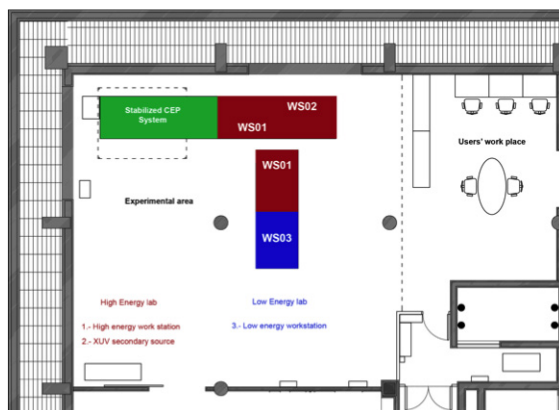 Stabilized CEP
System
WS02
WS01
Users' work place
WS01
Experimental area
WS03
High Energy lab
Low Energy lab
1.- High energy work station
3.- Low energy workstation
2.- XUV secondary source